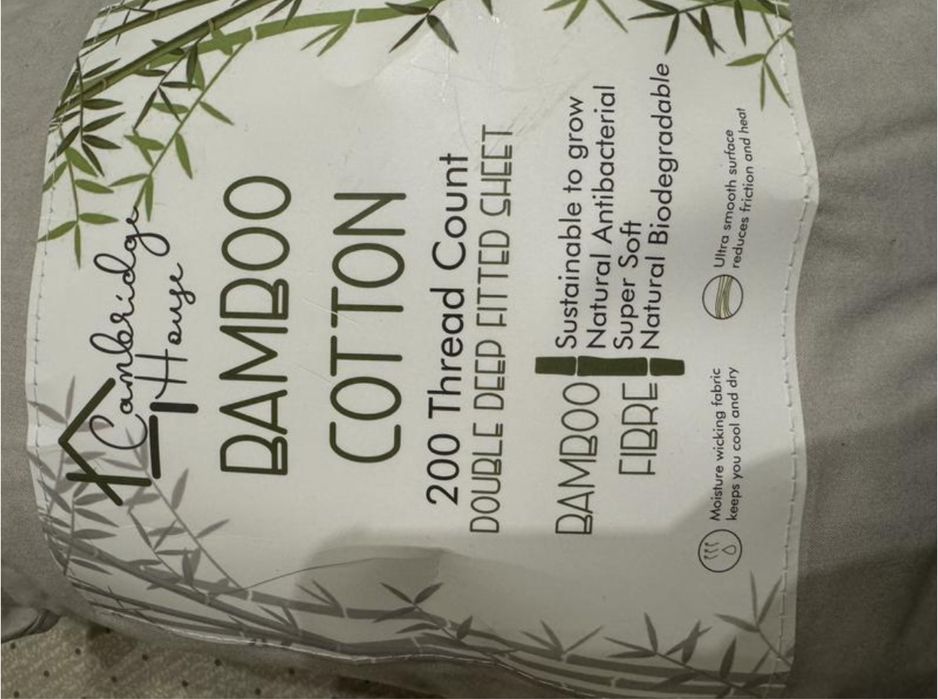 Cambridge
House
BAMBOO
COTTON
200 Thread Count
DOUBLE DEEP FITTED SHEET
BAMBOO
FIBRE
Sustainable to grow
Natural Antibacterial
Super Soft
Natural Biodegradable
Moisture wicking fabric
keeps you cool and dry
Ultra smooth surface
reduces friction and heat